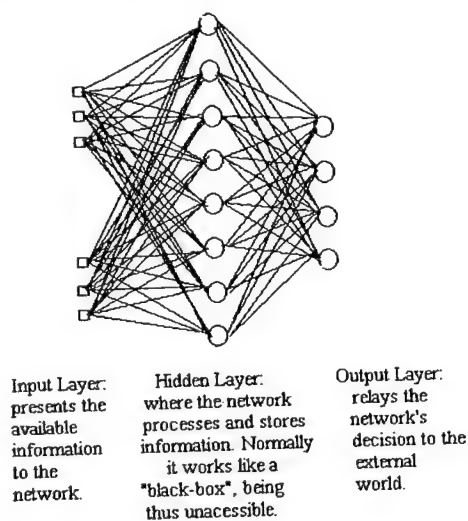 Input Layer:
presents the
available
information
to the
network.
Hidden Layer:
where the network
processes and stores
information. Normally
it works like a
"black-box", being
thus unacessible.
Output Layer:
relays the
network's
decision to the
external
world.